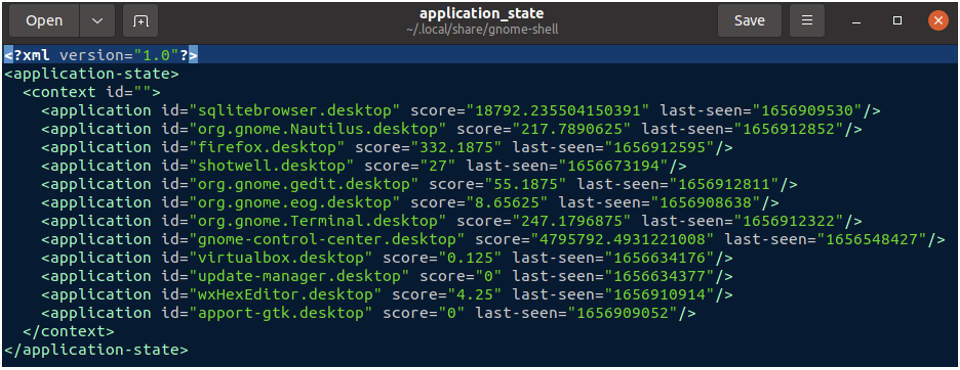 Open
application_state
~/.local/share/gnome-shell
Save
<?xml version="1.0"?>
<application-state>
<context id="">
<application id="sqlitebrowser.desktop" score="18792.235504150391" last-seen="1656909530"/>
<application id="org.gnome.Nautilus.desktop" score="217.7890625" last-seen="1656912852"/>
<application id="firefox.desktop" score="332.1875" last-seen="1656912595"/>
<application id="shotwell.desktop" score="27" last-seen="1656673194"/>
<application id="org.gnome.gedit.desktop" score="55.1875" last-seen="1656912811"/>
<application id="org.gnome.eog.desktop" score="8.65625" last-seen="1656908638"/>
<application id="org.gnome.Terminal.desktop" score="247.1796875" last-seen="1656912322"/>
<application id="gnome-control-center.desktop" score="4795792.4931221008" last-seen="1656548427"/>
<application id="virtualbox.desktop" score="0.125" last-seen="1656634176"/>
<application id="update-manager.desktop" score="0" last-seen="1656634377"/>
<application id="wxHexEditor.desktop" score="4.25" last-seen="1656910914"/>
<application id="apport-gtk.desktop" score="0" last-seen="1656909052"/>
</context>
</application-state>